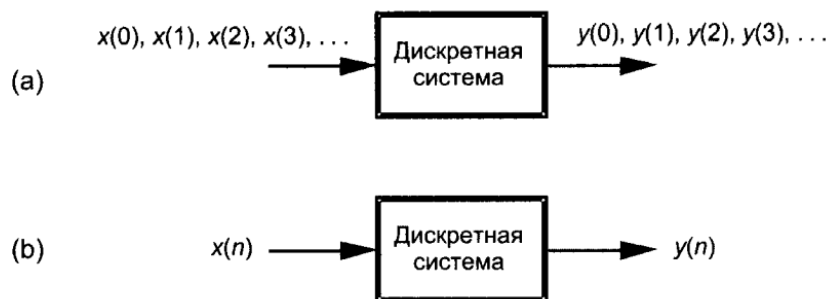 x(0), x(1), x(2), x(3), . . .
y(0), y(1), y(2), y(3), . . .
(a)
Дискретная
система
(b)
x(n)
Дискретная
система
y(n)